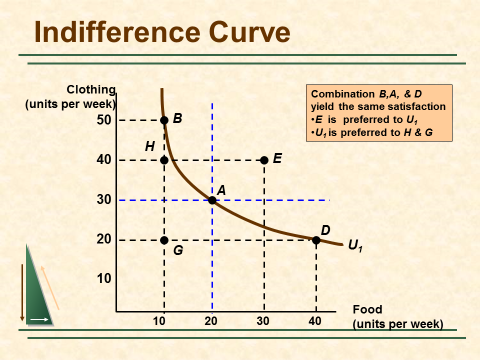 Indifference Curve
Clothing
(units per week)
Combination B,A, & D
yield the same satisfaction
•E is preferred to U₁
•U₁ is preferred to H & G
50
B
H
40
E
A
30
D
20
U₁
G
10
Food
(units per week)
10 20 30 40